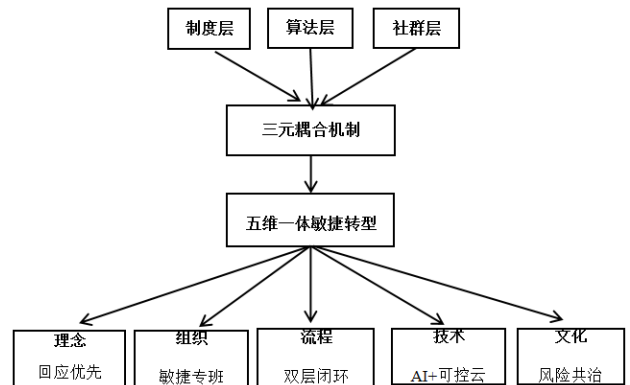 制度层
算法层
社群层
三元耦合机制
五维一体敏捷转型
理念
回应优先
组织
敏捷专班
流程
双层闭环
技术
AI+可控云
文化
风险共治